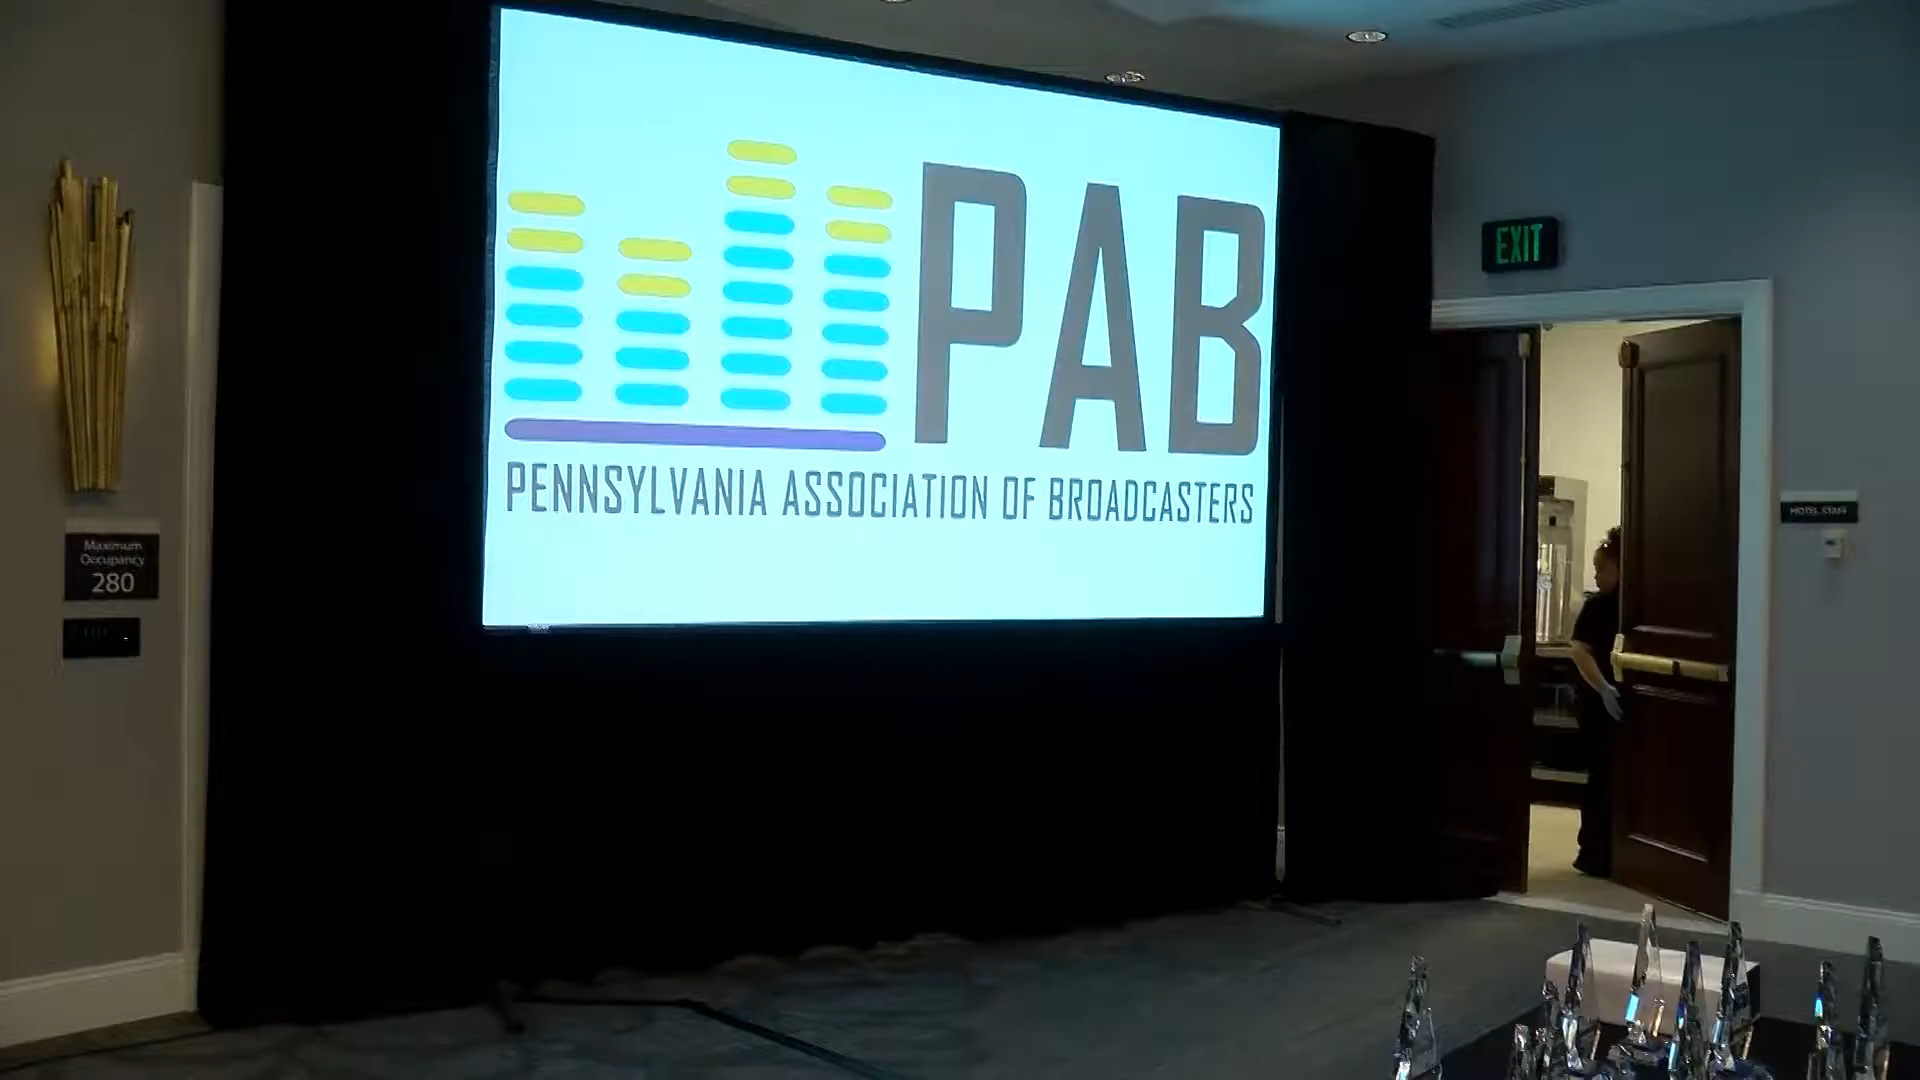 PAB
PENNSYLVANIA ASSOCIATION OF BROADCASTERS
EXIT
HOTEL STAFF
Maximum
Occupancy
280